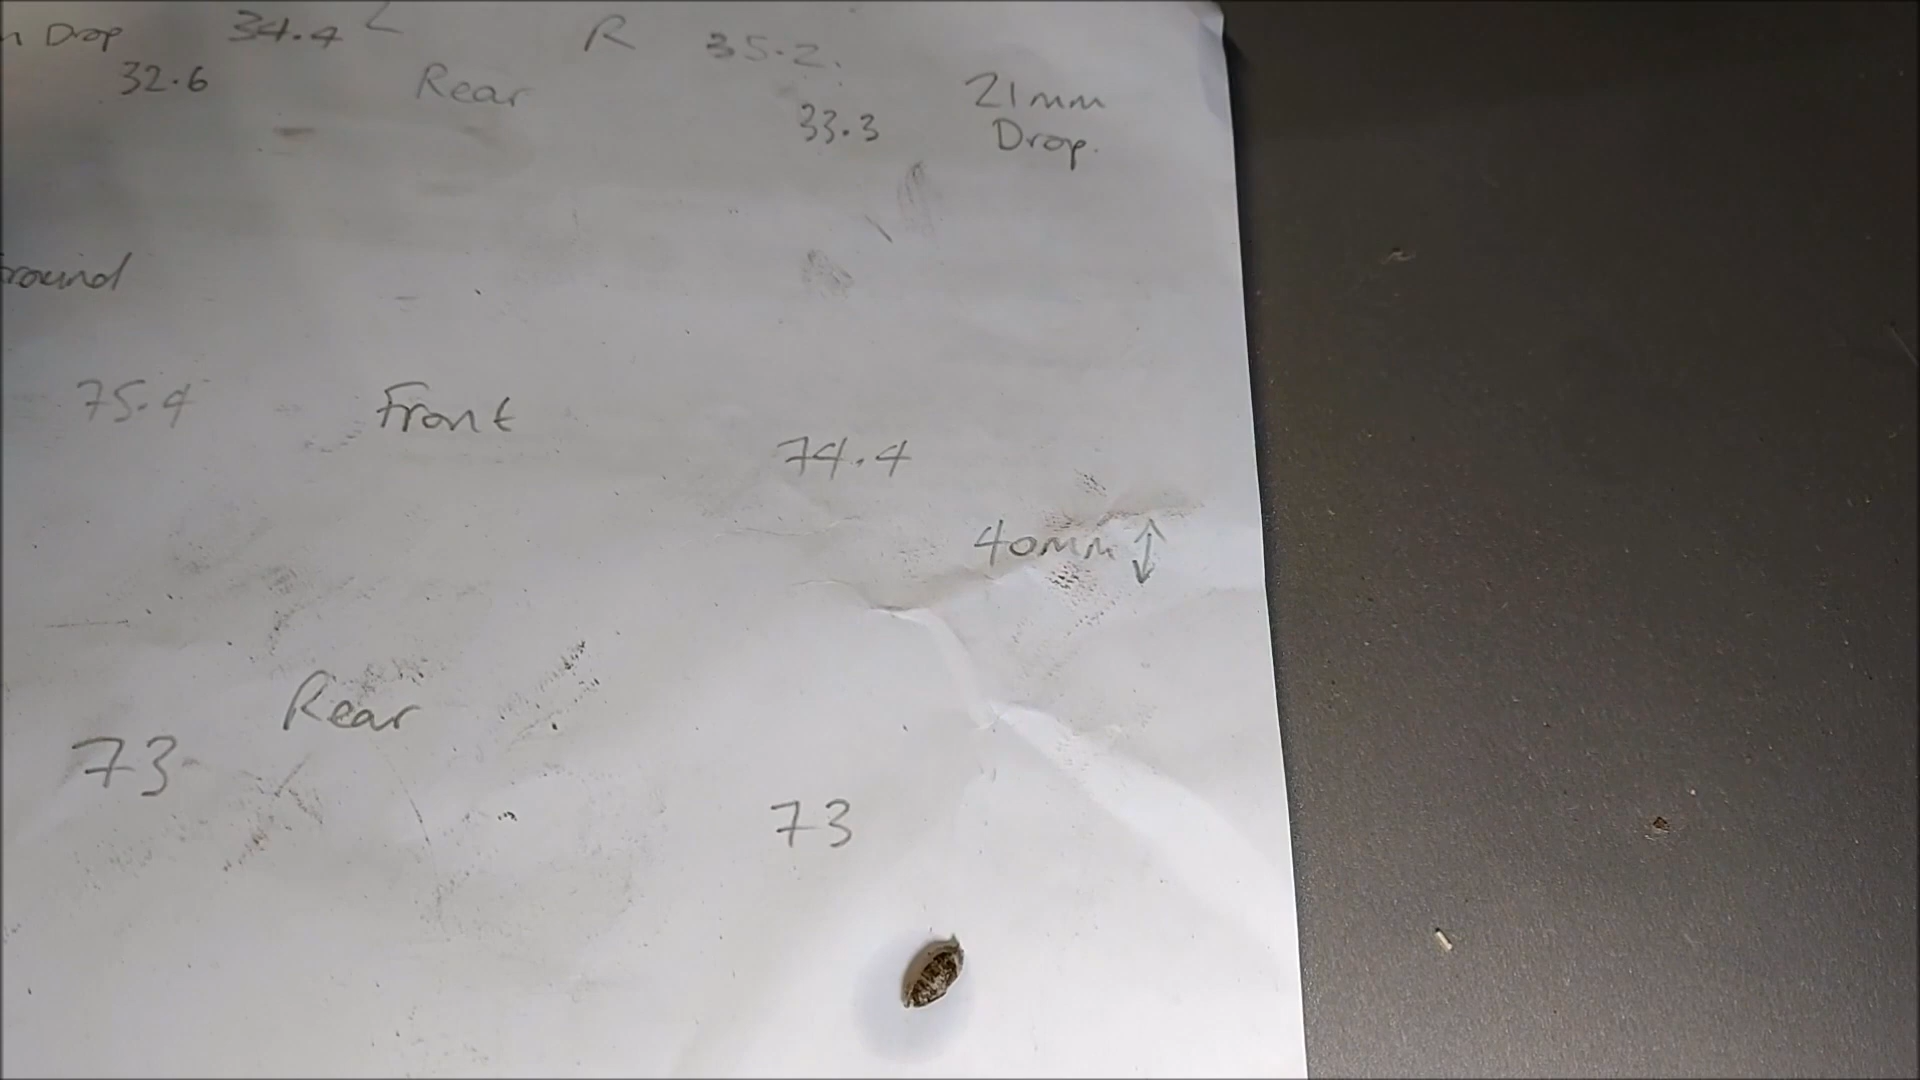 Drop 34.4 L R 35.2
32.6 Rear 33.3 21mm
Drop.
round
75.4 Front 74.4
40mm
Rear
73 73